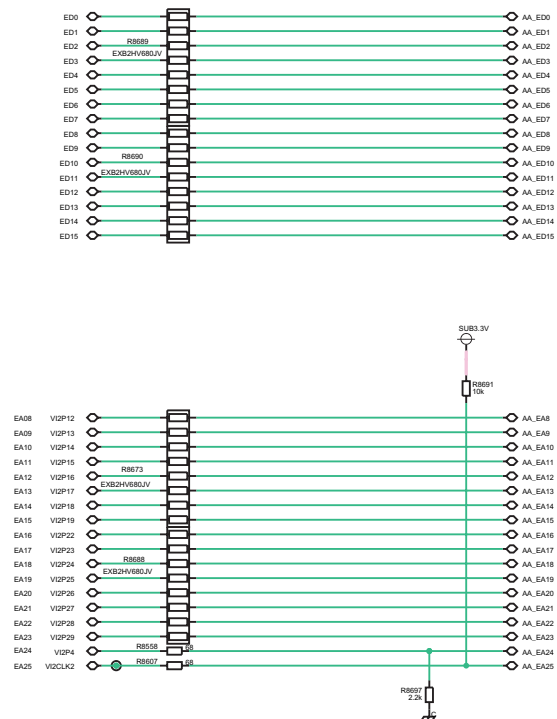 ED0 AA_ED0
ED1 AA_ED1
ED2 R8689 AA_ED2
ED3 EXB2HV680JV AA_ED3
ED4 AA_ED4
ED5 AA_ED5
ED6 AA_ED6
ED7 AA_ED7
ED8 AA_ED8
ED9 AA_ED9
ED10 R8690 AA_ED10
ED11 EXB2HV680JV AA_ED11
ED12 AA_ED12
ED13 AA_ED13
ED14 AA_ED14
ED15 AA_ED15
SUB3.3V
R8691
10k
EA08 VI2P12 AA_EA8
EA09 VI2P13 AA_EA9
EA10 VI2P14 AA_EA10
EA11 VI2P15 AA_EA11
EA12 VI2P16 R8673 AA_EA12
EA13 VI2P17 EXB2HV680JV AA_EA13
EA14 VI2P18 AA_EA14
EA15 VI2P19 AA_EA15
EA16 VI2P22 AA_EA16
EA17 VI2P23 AA_EA17
EA18 VI2P24 R8688 AA_EA18
EA19 VI2P25 EXB2HV680JV AA_EA19
EA20 VI2P26 AA_EA20
EA21 VI2P27 AA_EA21
EA22 VI2P28 AA_EA22
EA23 VI2P29 AA_EA23
EA24 VI2P4 R8558 68 AA_EA24
EA25 VI2CLK2 R8607 68 AA_EA25
R8697
2.2k